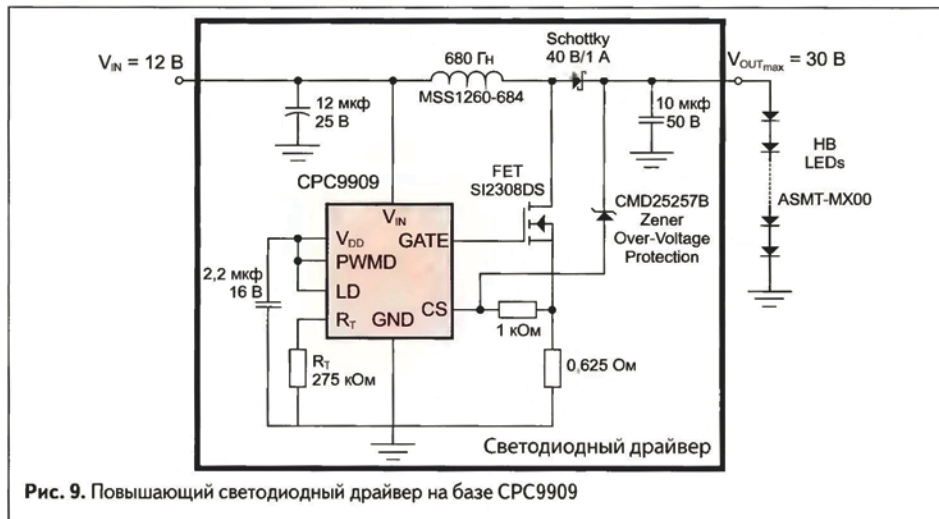 V_IN = 12 В
680 Гн
MSS1260-684
Schottky
40 В/1 А
V_OUTmax = 30 В
12 мкф
25 В
10 мкф
50 В
HB
LEDs
ASMT-MX00
FET
SI2308DS
CMD25257B
Zener
Over-Voltage
Protection
CPC9909
V_IN
V_DD
GATE
PWMD
LD
CS
R_T
GND
2,2 мкф
16 В
1 кОм
R_T
275 кОм
0,625 Ом
Светодиодный драйвер
Рис. 9. Повышающий светодиодный драйвер на базе CPC9909